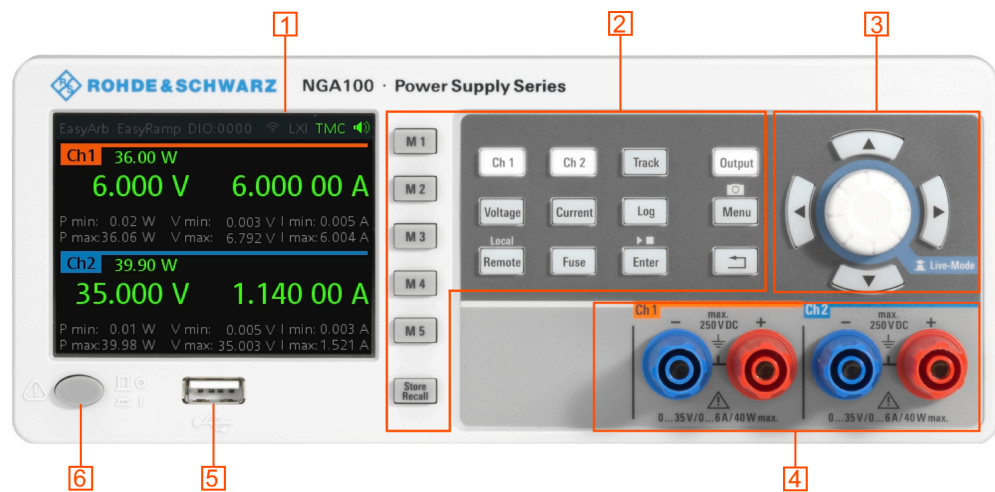 1
2
3
R&S ROHDE & SCHWARZ NGA100 · Power Supply Series
EasyArb EasyRamp DIO:0000 LXI TMC
Ch1 36.00 W
6.000 V 6.000 00 A
P min: 0.02 W V min: 0.003 V I min: 0.005 A
P max:36.06 W V max: 6.792 V I max:6.004 A
Ch2 39.90 W
35.000 V 1.140 00 A
P min: 0.01 W V min: 0.005 V I min: 0.003 A
P max:39.98 W V max: 35.003 V I max:1.521 A
M 1
M 2
M 3
M 4
M 5
Store
Recall
Ch 1 Ch 2 Track Output
Voltage Current Log Menu
Local
Remote Fuse Enter
Live-Mode
Ch 1 max.
250 V DC
− +
0...35 V/0...6 A/40 W max.
Ch 2 max.
250 V DC
− +
0...35 V/0...6 A/40 W max.
6
5
4